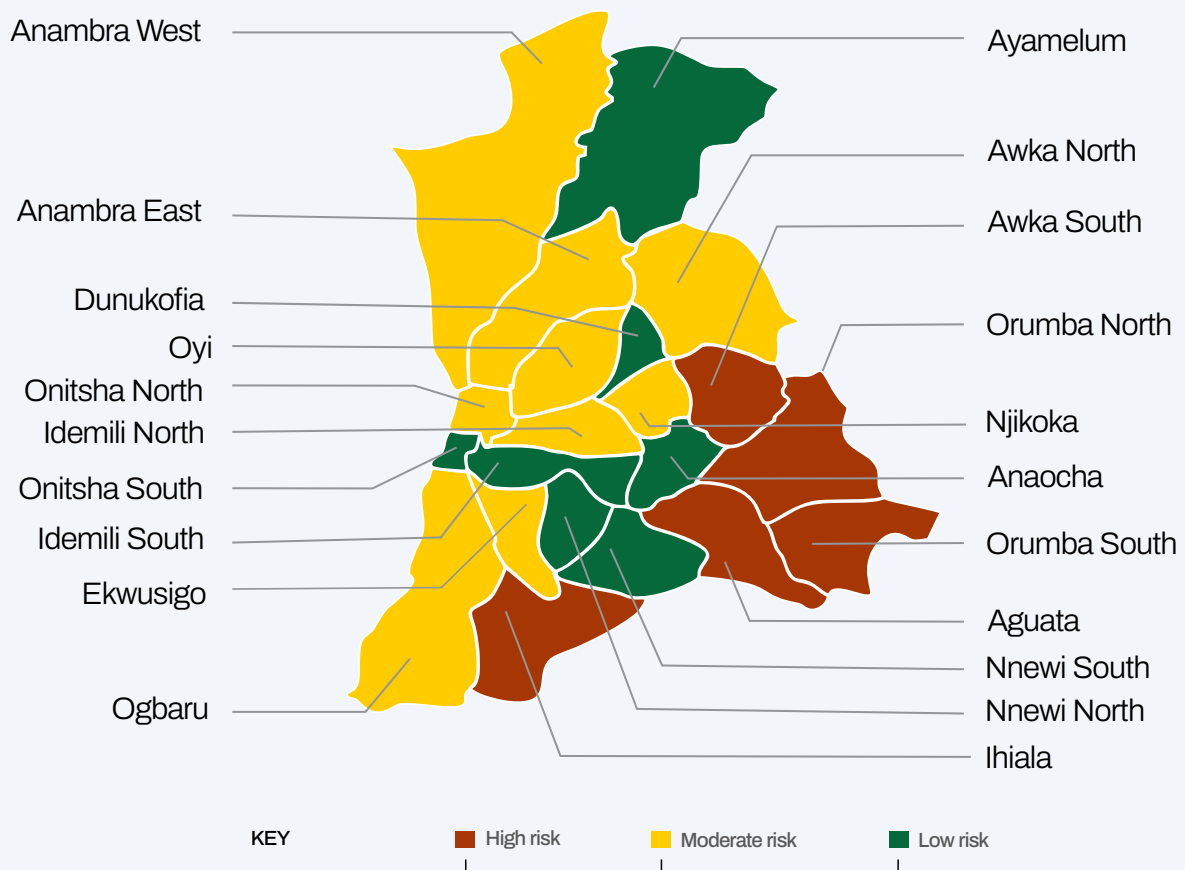 Anambra West
Anambra East
Dunukofia
Oyi
Onitsha North
Idemili North
Onitsha South
Idemili South
Ekwusigo
Ogbaru
Ayamelum
Awka North
Awka South
Orumba North
Njikoka
Anaocha
Orumba South
Aguata
Nnewi South
Nnewi North
Ihiala
KEY High risk Moderate risk Low risk